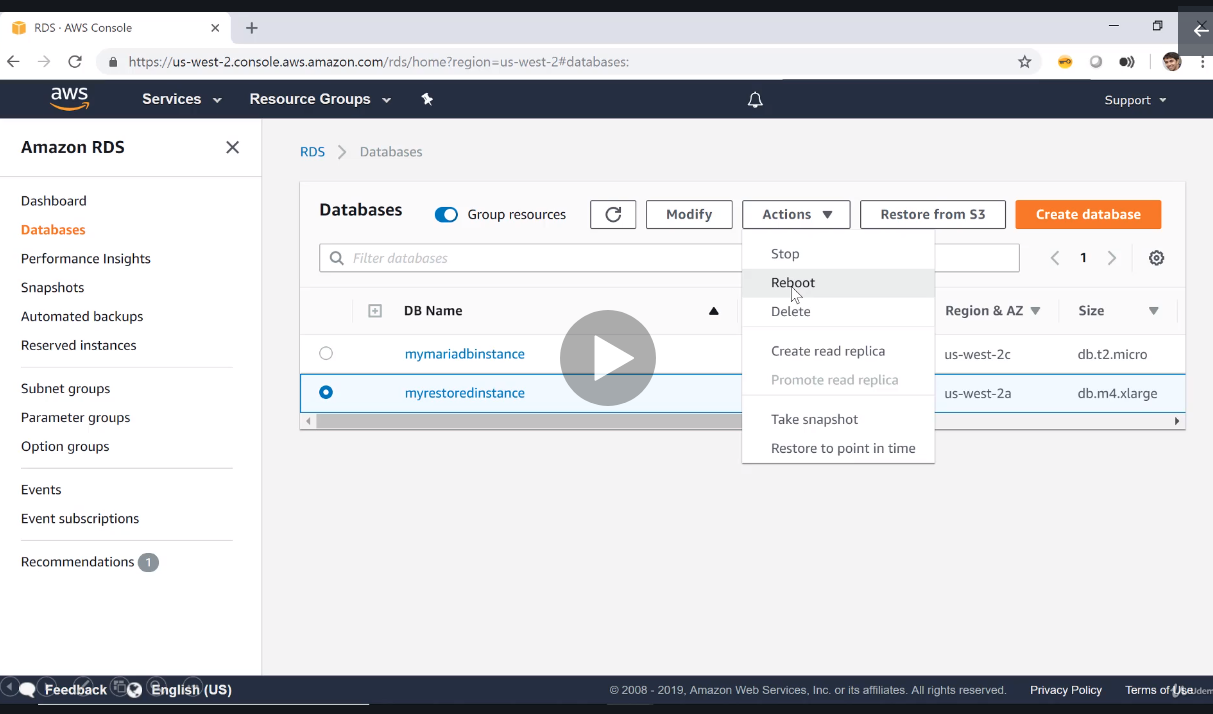 RDS · AWS Console
https://us-west-2.console.aws.amazon.com/rds/home?region=us-west-2#databases:
aws Services Resource Groups Support
Amazon RDS
Dashboard
Databases
Performance Insights
Snapshots
Automated backups
Reserved instances
Subnet groups
Parameter groups
Option groups
Events
Event subscriptions
Recommendations 1
RDS Databases
Databases Group resources Modify Actions Restore from S3 Create database
Filter databases 1
Stop
Reboot
Delete
Create read replica
Promote read replica
Take snapshot
Restore to point in time
DB Name Region & AZ Size
mymariadbinstance us-west-2c db.t2.micro
myrestoredinstance us-west-2a db.m4.xlarge
Feedback English (US) © 2008 - 2019, Amazon Web Services, Inc. or its affiliates. All rights reserved. Privacy Policy Terms of Use